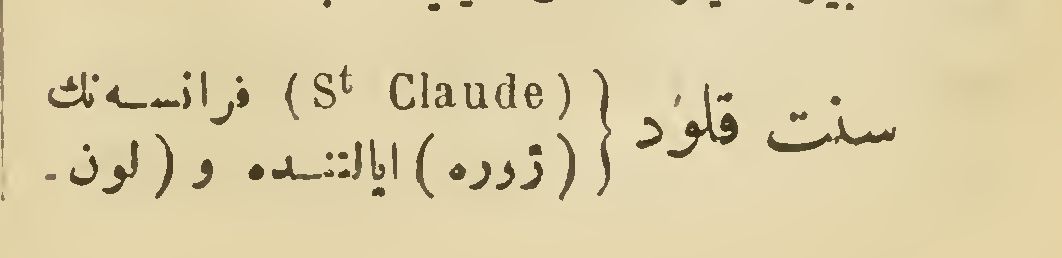 سنت قلود { (St Claude) فرانسه‌نك
(ژوره) ایالتنده و (لون-